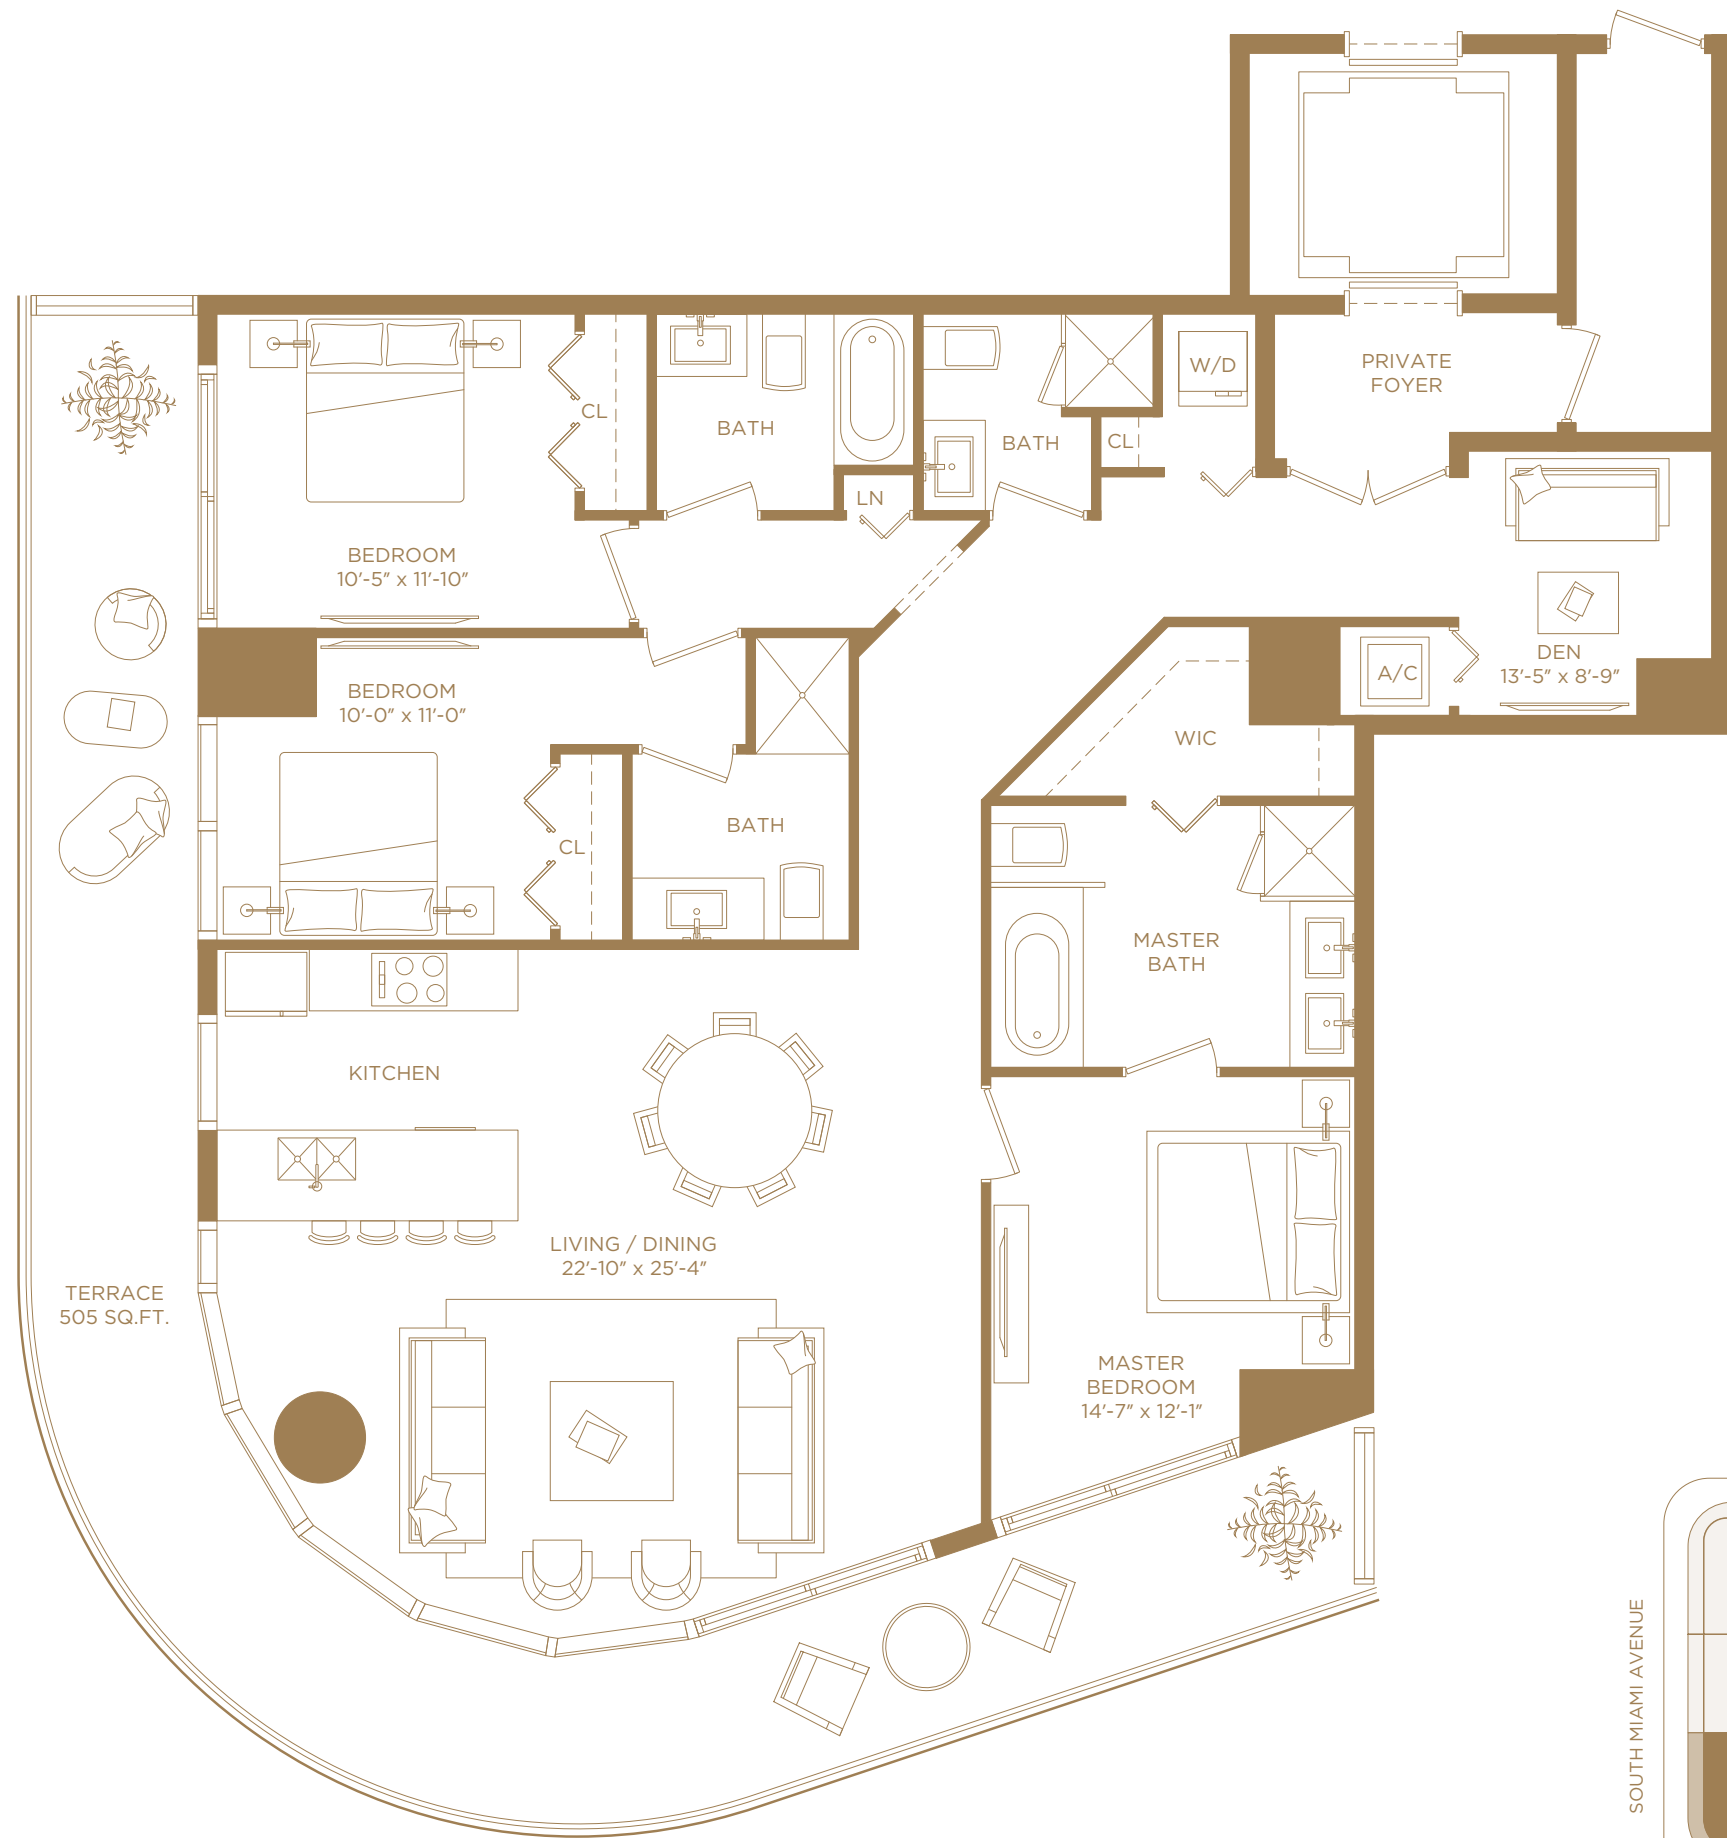 PRIVATE
FOYER
W/D
CL
BATH
BATH
CL
LN
BEDROOM
10'-5" x 11'-10"
DEN
13'-5" x 8'-9"
A/C
BEDROOM
10'-0" x 11'-0"
WIC
BATH
CL
MASTER
BATH
KITCHEN
LIVING / DINING
22'-10" x 25'-4"
TERRACE
505 SQ.FT.
MASTER
BEDROOM
14'-7" x 12'-1"
SOUTH MIAMI AVENUE